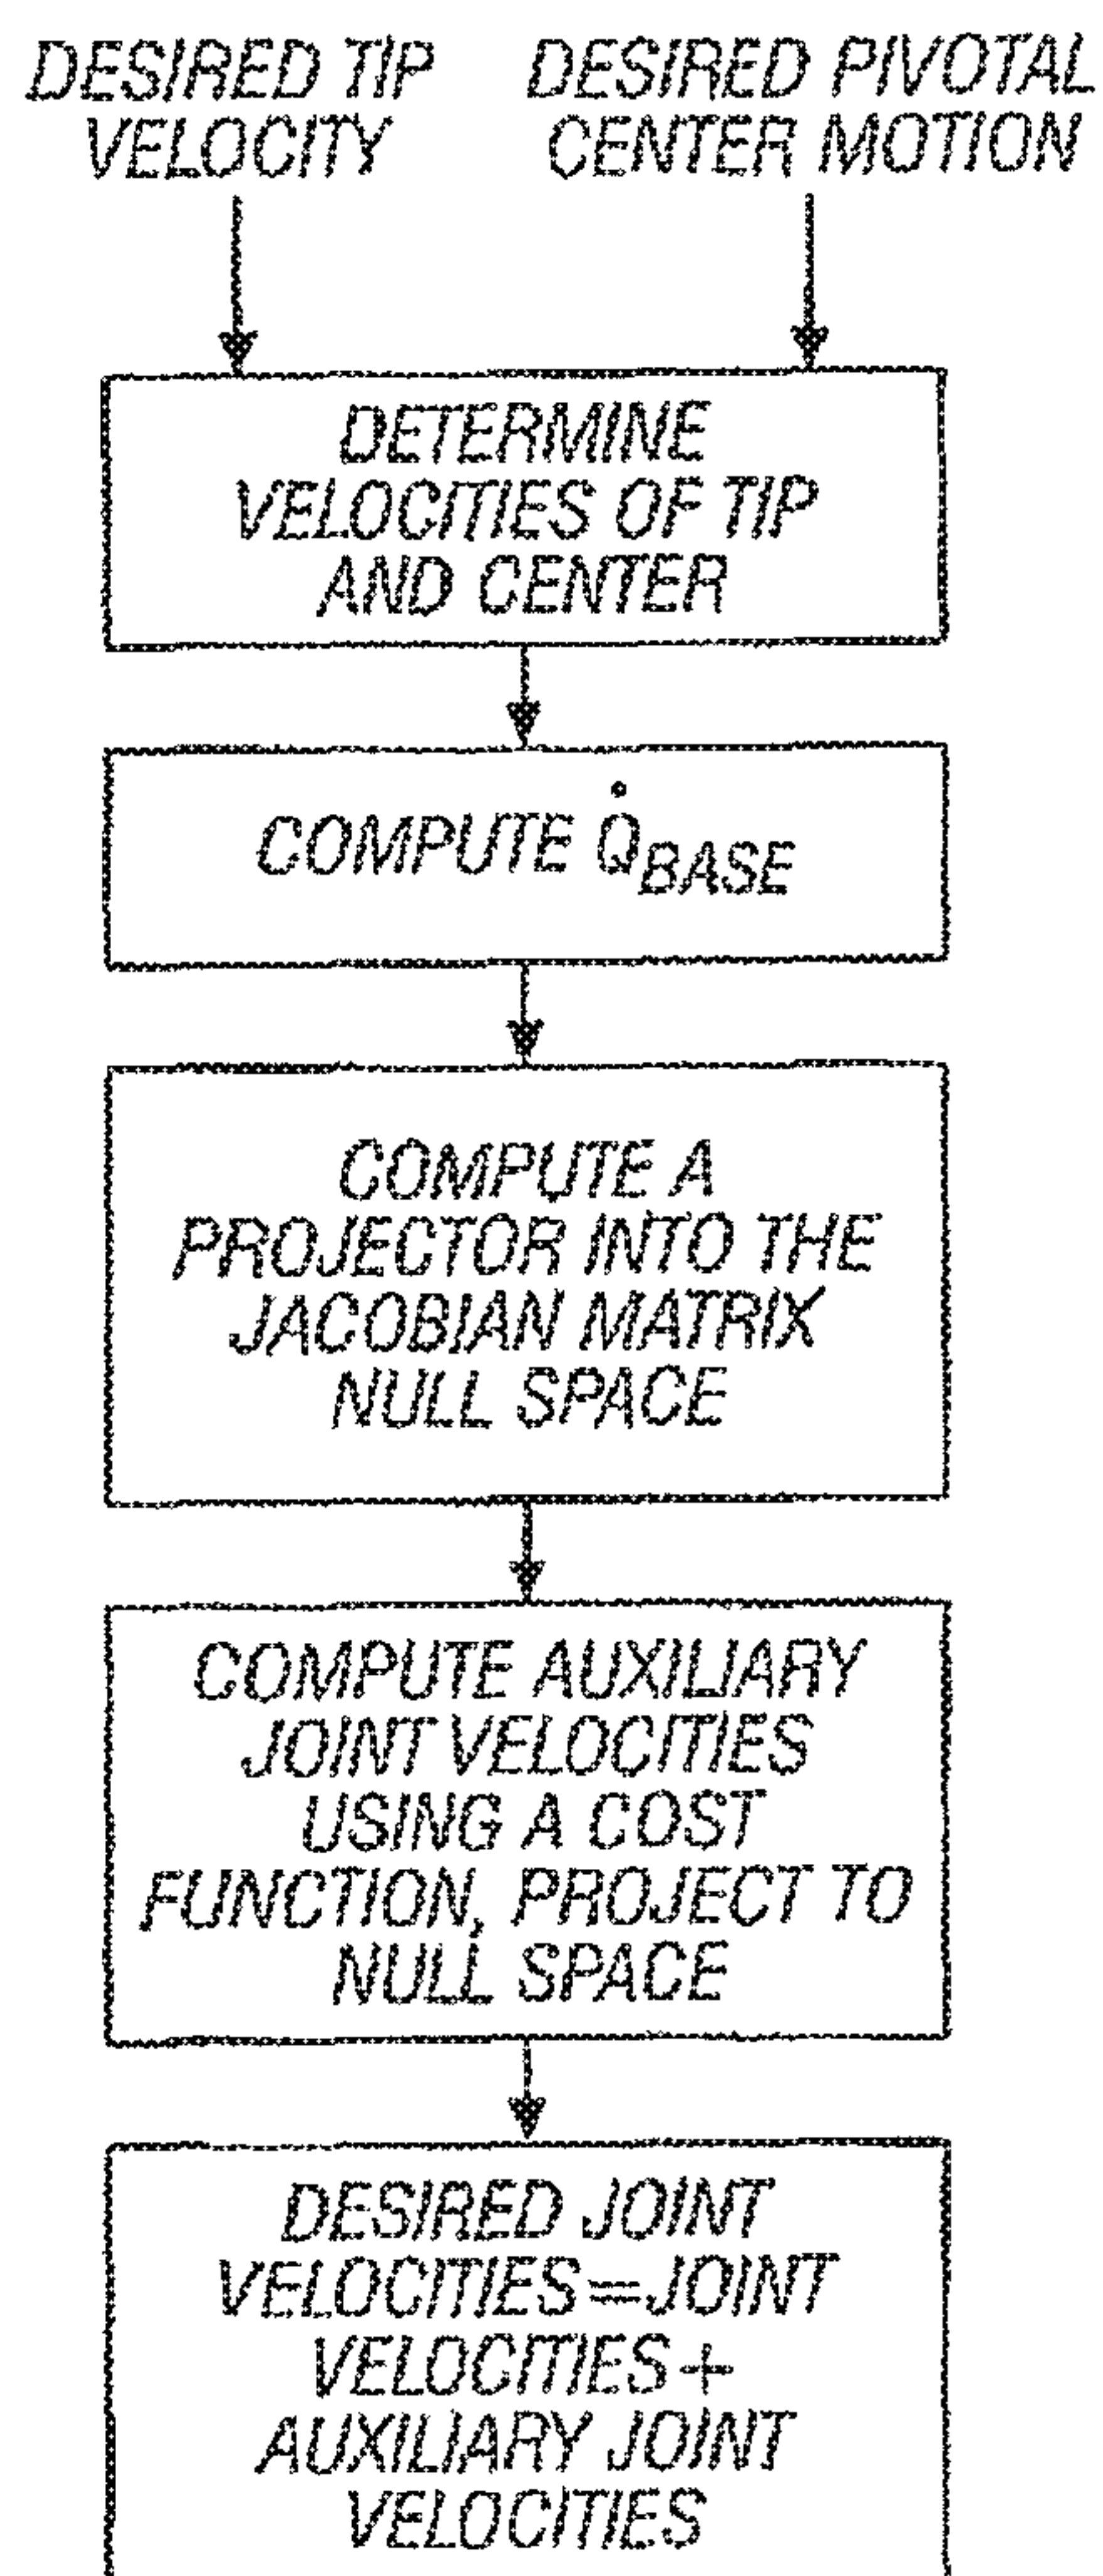 DESIRED TIP
VELOCITY
DESIRED PIVOTAL
CENTER MOTION
DETERMINE
VELOCITIES OF TIP
AND CENTER
COMPUTE Q̇BASE
COMPUTE A
PROJECTOR INTO THE
JACOBIAN MATRIX
NULL SPACE
COMPUTE AUXILIARY
JOINT VELOCITIES
USING A COST
FUNCTION, PROJECT TO
NULL SPACE
DESIRED JOINT
VELOCITIES=JOINT
VELOCITIES+
AUXILIARY JOINT
VELOCITIES